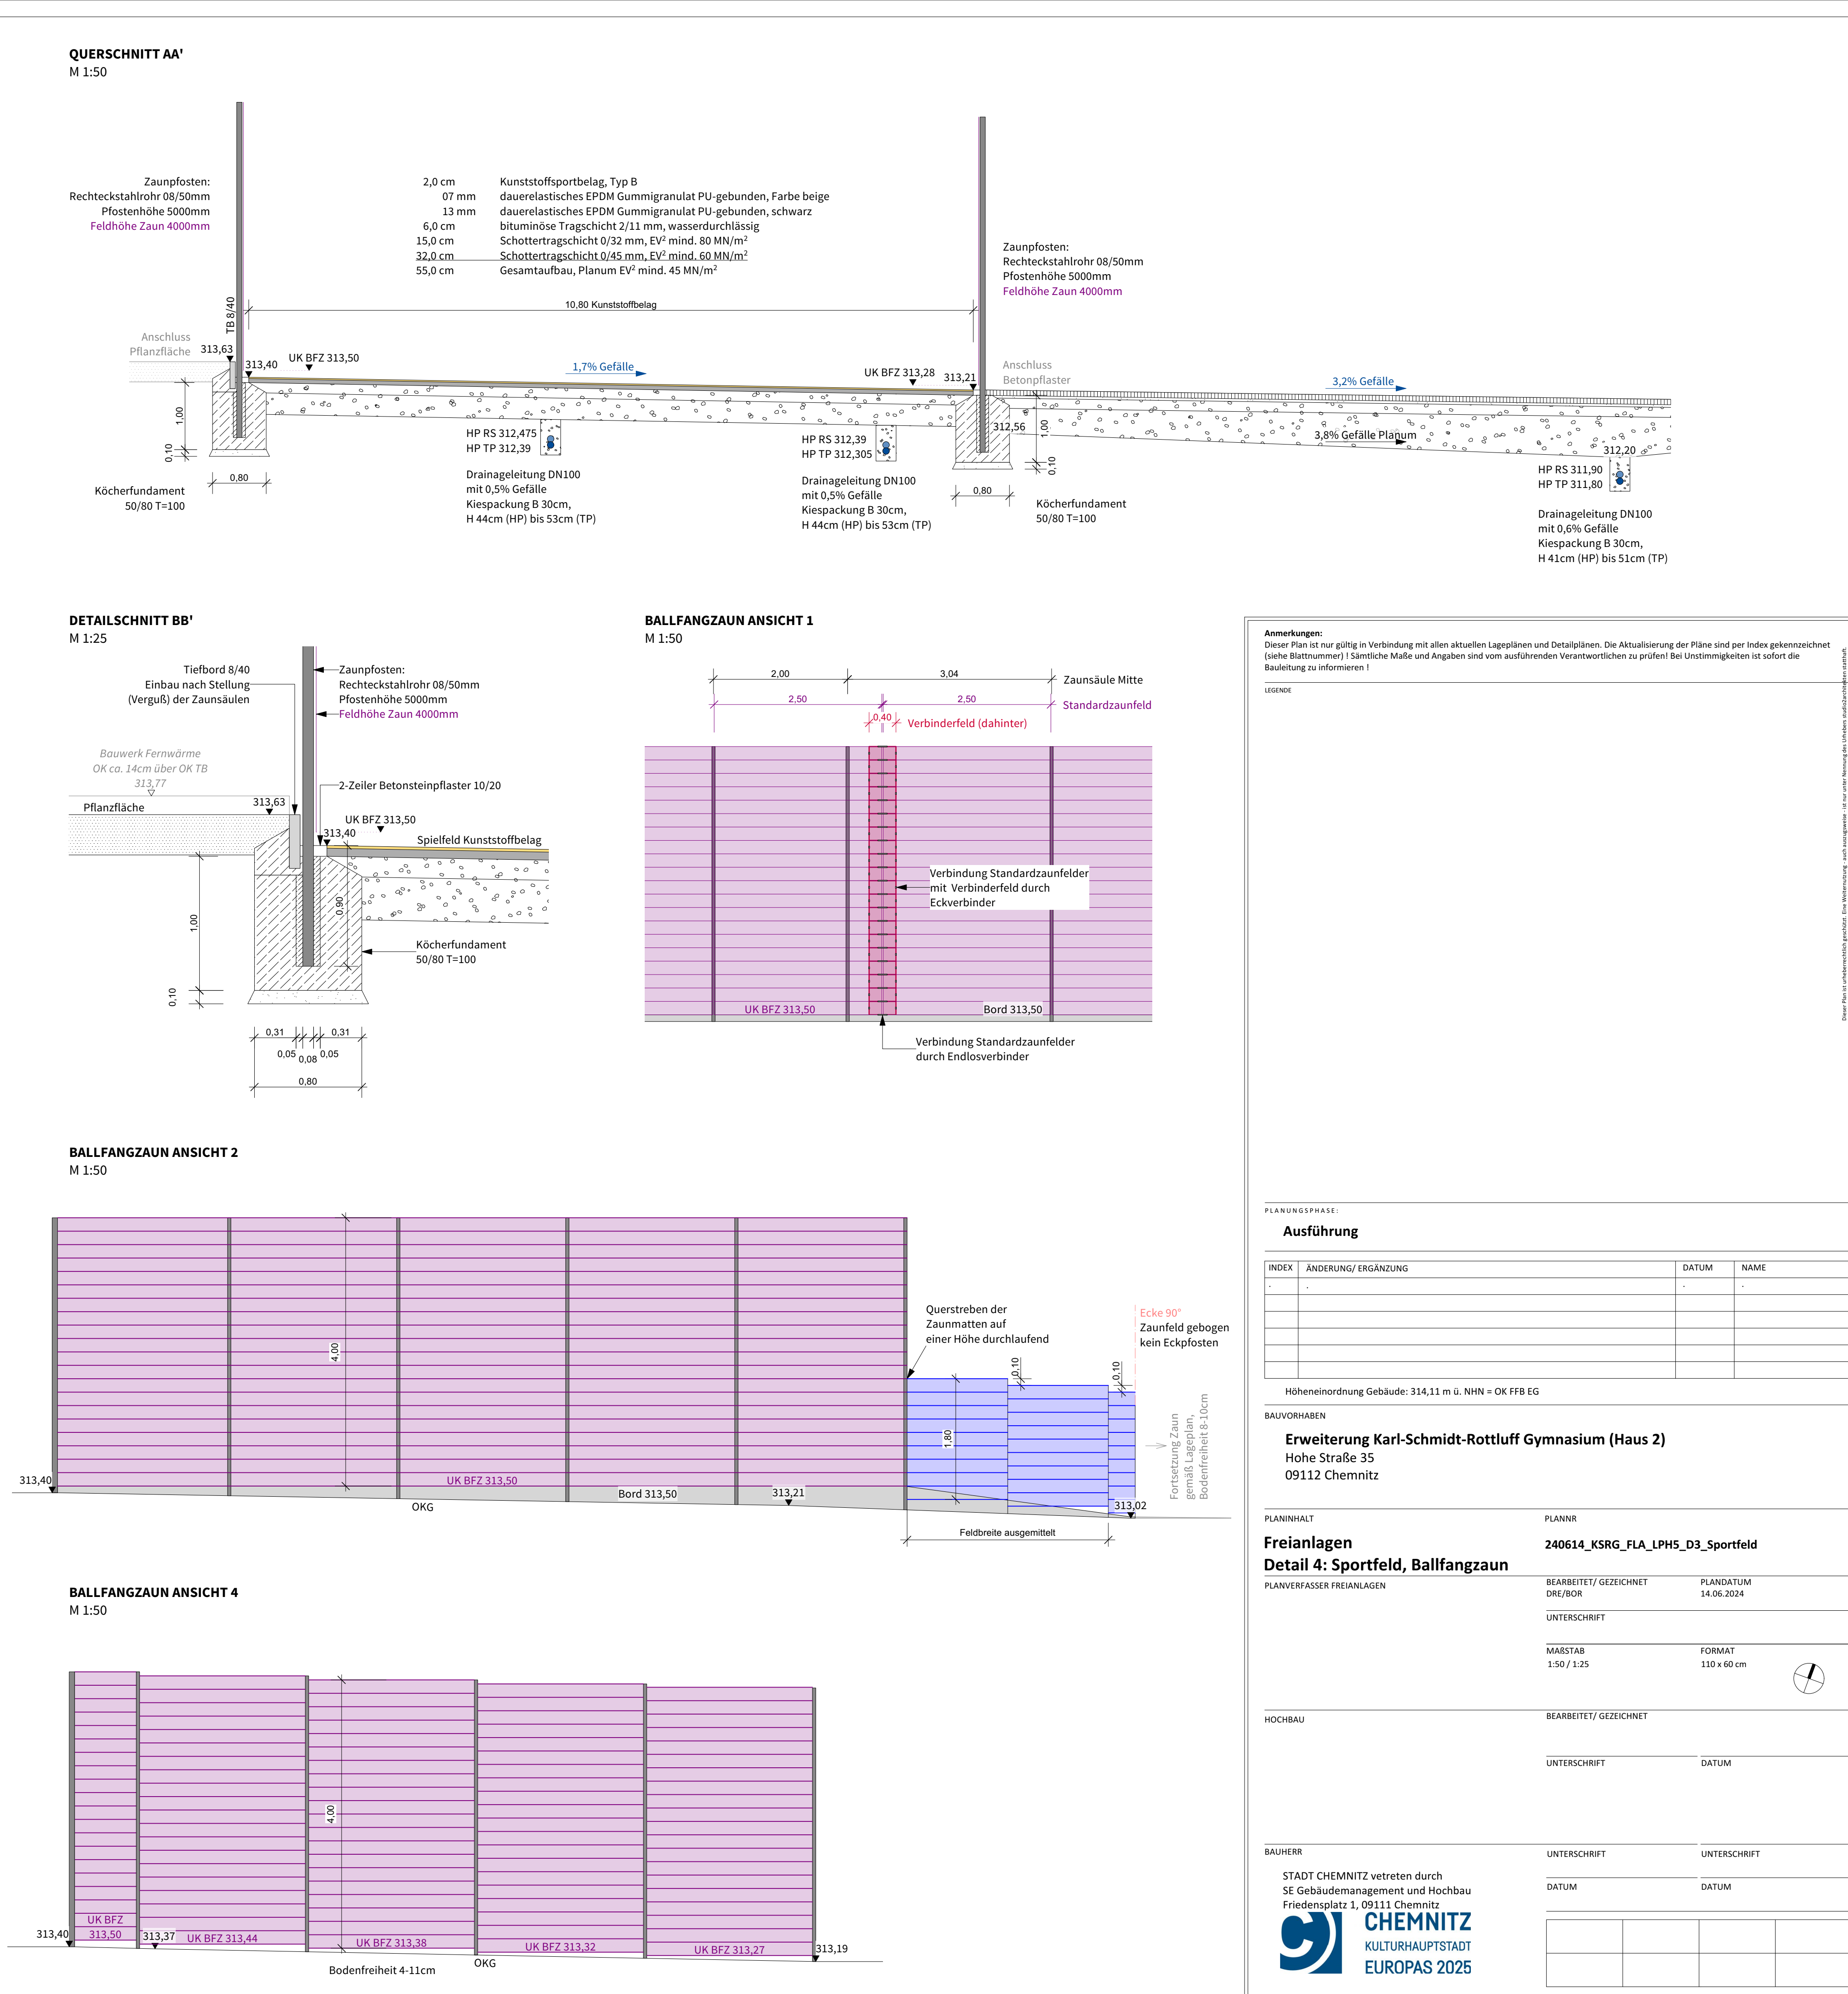 QUERSCHNITT AA'
M 1:50
Zaunpfosten:
Rechteckstahlrohr 08/50mm
Pfostenhöhe 5000mm
Feldhöhe Zaun 4000mm
2,0 cm Kunststoffsportbelag, Typ B
07 mm dauerelastisches EPDM Gummigranulat PU-gebunden, Farbe beige
13 mm dauerelastisches EPDM Gummigranulat PU-gebunden, schwarz
6,0 cm bituminöse Tragschicht 2/11 mm, wasserdurchlässig
15,0 cm Schottertragschicht 0/32 mm, EV² mind. 80 MN/m²
32,0 cm Schottertragschicht 0/45 mm, EV² mind. 60 MN/m²
55,0 cm Gesamtaufbau, Planum EV² mind. 45 MN/m²
Zaunpfosten:
Rechteckstahlrohr 08/50mm
Pfostenhöhe 5000mm
Feldhöhe Zaun 4000mm
TB 8/40
10,80 Kunststoffbelag
Anschluss
Pflanzfläche
313,63
313,40
UK BFZ 313,50
1,7% Gefälle
UK BFZ 313,28
313,21
Anschluss
Betonpflaster
3,2% Gefälle
1,00
0,10
0,80
Köcherfundament
50/80 T=100
HP RS 312,475
HP TP 312,39
Drainageleitung DN100
mit 0,5% Gefälle
Kiespackung B 30cm,
H 44cm (HP) bis 53cm (TP)
HP RS 312,39
HP TP 312,305
Drainageleitung DN100
mit 0,5% Gefälle
Kiespackung B 30cm,
H 44cm (HP) bis 53cm (TP)
312,56
1,00
0,10
0,80
Köcherfundament
50/80 T=100
3,8% Gefälle Planum
312,20
HP RS 311,90
HP TP 311,80
Drainageleitung DN100
mit 0,6% Gefälle
Kiespackung B 30cm,
H 41cm (HP) bis 51cm (TP)
DETAILSCHNITT BB'
M 1:25
Tiefbord 8/40
Einbau nach Stellung
(Verguß) der Zaunsäulen
Zaunpfosten:
Rechteckstahlrohr 08/50mm
Pfostenhöhe 5000mm
Feldhöhe Zaun 4000mm
Bauwerk Fernwärme
OK ca. 14cm über OK TB
313,77
2-Zeiler Betonsteinpflaster 10/20
Pflanzfläche
313,63
UK BFZ 313,50
313,40
Spielfeld Kunststoffbelag
1,00
0,90
0,10
Köcherfundament
50/80 T=100
0,31
0,31
0,05
0,08
0,05
0,80
BALLFANGZAUN ANSICHT 1
M 1:50
2,00
3,04
Zaunsäule Mitte
2,50
2,50
Standardzaunfeld
0,40
Verbinderfeld (dahinter)
Verbindung Standardzaunfelder
mit Verbinderfeld durch
Eckverbinder
UK BFZ 313,50
Bord 313,50
Verbindung Standardzaunfelder
durch Endlosverbinder
BALLFANGZAUN ANSICHT 2
M 1:50
4,00
Querstreben der
Zaunmatten auf
einer Höhe durchlaufend
Ecke 90°
Zaunfeld gebogen
kein Eckpfosten
0,10
0,10
1,80
Fortsetzung Zaun
gemäß Lageplan,
Bodenfreiheit 8-10cm
313,40
UK BFZ 313,50
Bord 313,50
313,21
313,02
OKG
Feldbreite ausgemittelt
BALLFANGZAUN ANSICHT 4
M 1:50
4,00
UK BFZ
313,50
313,40
313,37
UK BFZ 313,44
UK BFZ 313,38
UK BFZ 313,32
UK BFZ 313,27
313,19
OKG
Bodenfreiheit 4-11cm
Anmerkungen:
Dieser Plan ist nur gültig in Verbindung mit allen aktuellen Lageplänen und Detailplänen. Die Aktualisierung der Pläne sind per Index gekennzeichnet
(siehe Blattnummer) ! Sämtliche Maße und Angaben sind vom ausführenden Verantwortlichen zu prüfen! Bei Unstimmigkeiten ist sofort die
Bauleitung zu informieren !
LEGENDE
Dieser Plan ist urheberrechtlich geschützt. Eine Weiternutzung - auch auszugsweise - ist nur unter Nennung des Urhebers studio2architekten statthaft.
PLANUNGSPHASE:
Ausführung
INDEX ÄNDERUNG/ ERGÄNZUNG DATUM NAME
. . . .
Höheneinordnung Gebäude: 314,11 m ü. NHN = OK FFB EG
BAUVORHABEN
Erweiterung Karl-Schmidt-Rottluff Gymnasium (Haus 2)
Hohe Straße 35
09112 Chemnitz
PLANINHALT
Freianlagen
Detail 4: Sportfeld, Ballfangzaun
PLANNR
240614_KSRG_FLA_LPH5_D3_Sportfeld
PLANVERFASSER FREIANLAGEN
BEARBEITET/ GEZEICHNET
DRE/BOR
PLANDATUM
14.06.2024
UNTERSCHRIFT
MAßSTAB
1:50 / 1:25
FORMAT
110 x 60 cm
HOCHBAU
BEARBEITET/ GEZEICHNET
UNTERSCHRIFT DATUM
BAUHERR
STADT CHEMNITZ vertreten durch
SE Gebäudemanagement und Hochbau
Friedensplatz 1, 09111 Chemnitz
CHEMNITZ
KULTURHAUPTSTADT
EUROPAS 2025
UNTERSCHRIFT UNTERSCHRIFT
DATUM DATUM